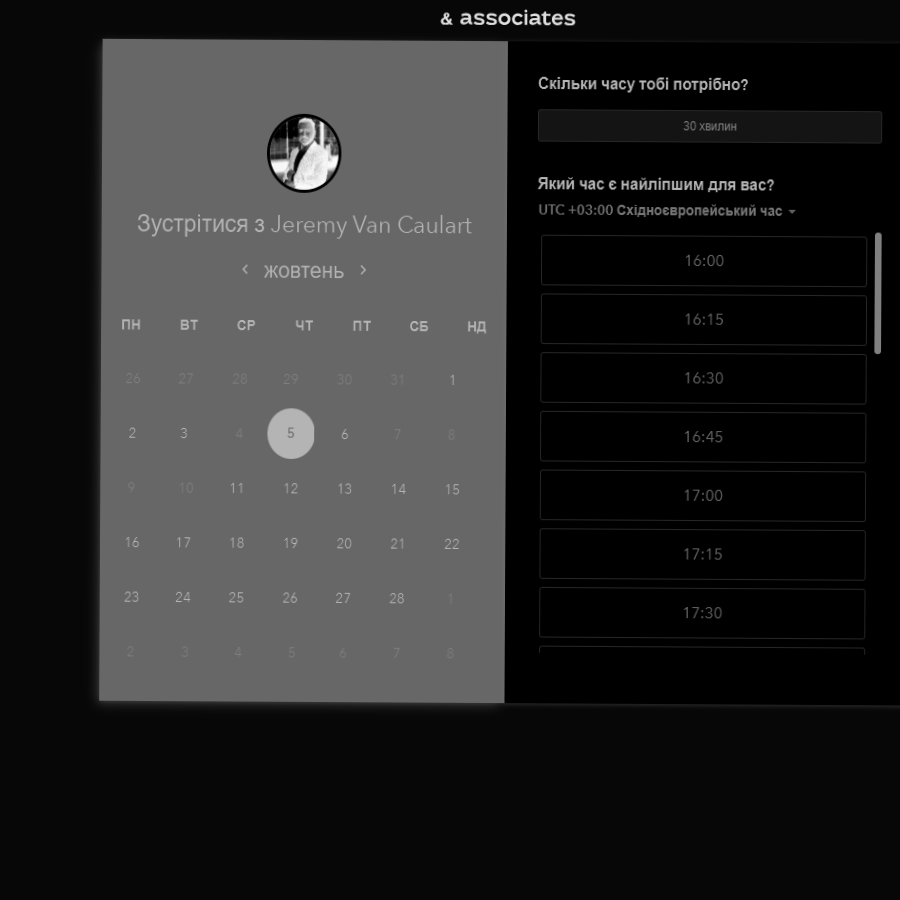 & associates
Зустрітися з Jeremy Van Caulart
‹ жовтень ›
ПН ВТ СР ЧТ ПТ СБ НД
26 27 28 29 30 31 1
2 3 4 5 6 7 8
9 10 11 12 13 14 15
16 17 18 19 20 21 22
23 24 25 26 27 28 1
2 3 4 5 6 7 8
Скільки часу тобі потрібно?
30 хвилин
Який час є найліпшим для вас?
UTC +03:00 Східноєвропейський час
16:00
16:15
16:30
16:45
17:00
17:15
17:30